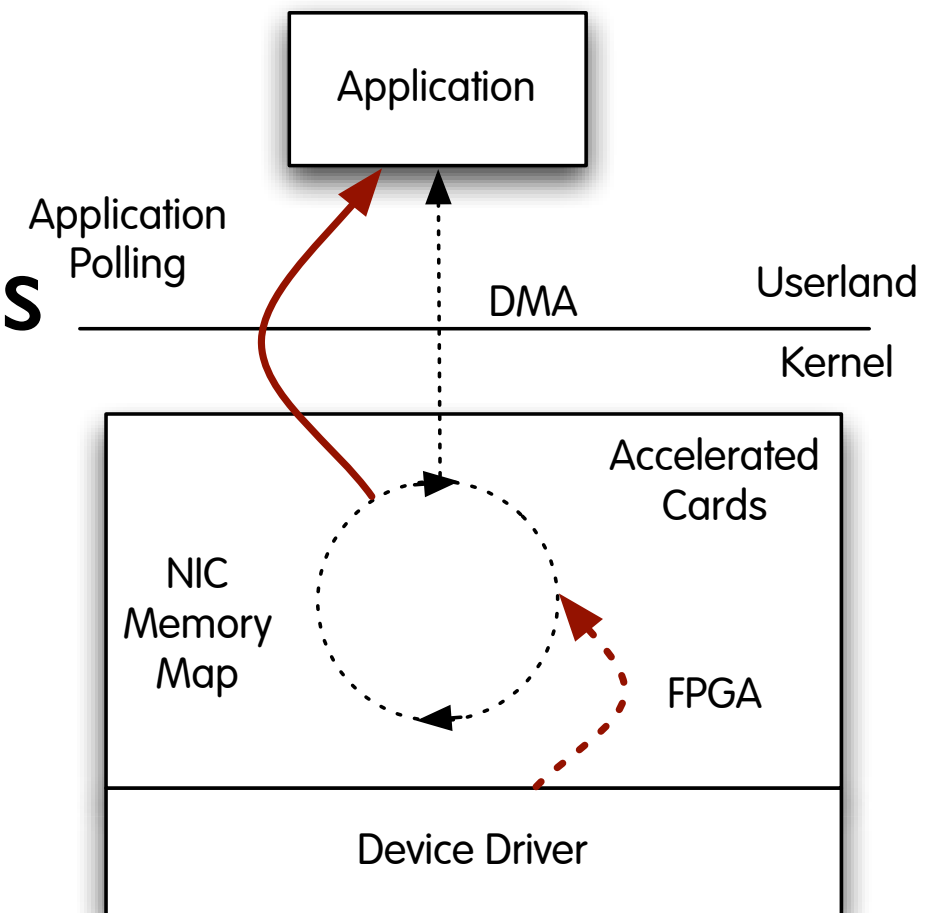 Application
Application
Polling
s
DMA
Userland
Kernel
Accelerated
Cards
NIC
Memory
Map
FPGA
Device Driver